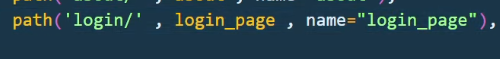 path('login/' , login_page , name="login_page"),